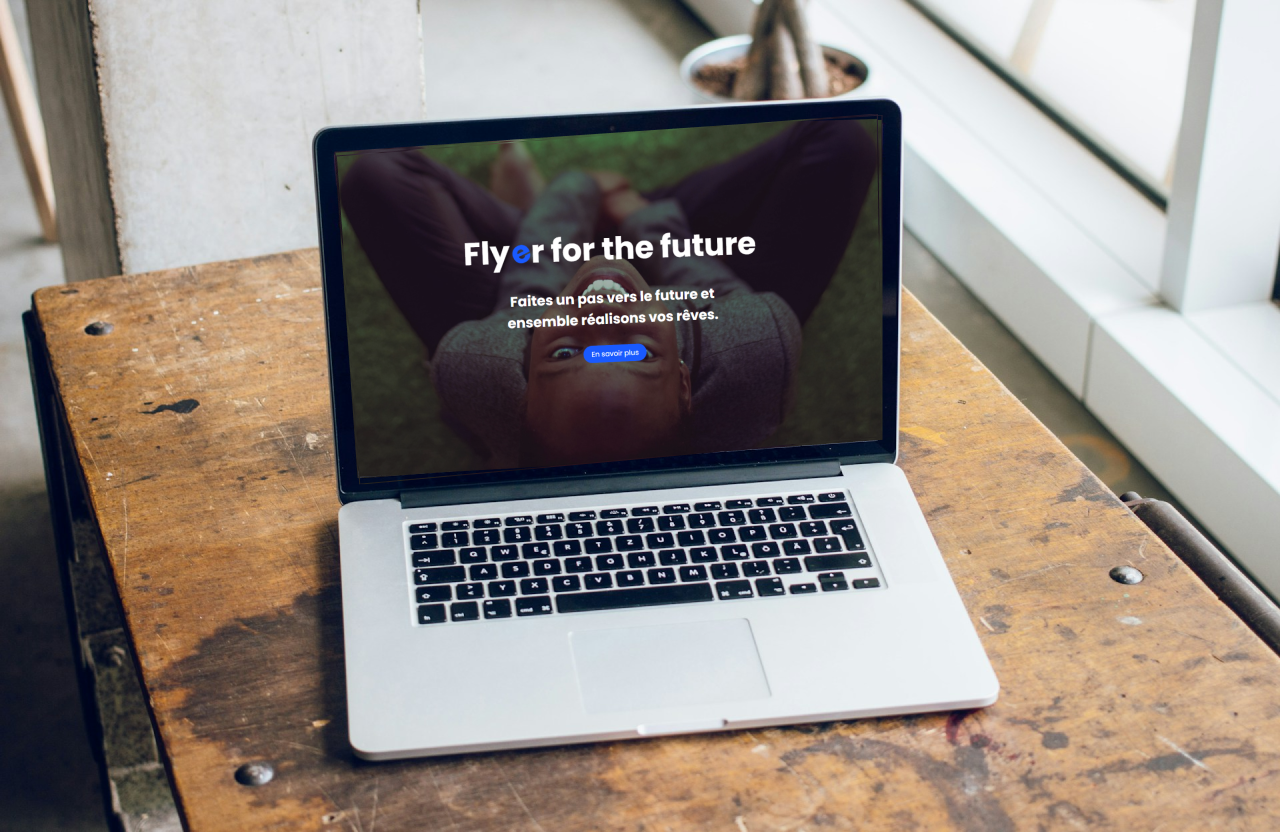 Flyer for the future
Faites un pas vers le future et
ensemble réalisons vos rêves.
En savoir plus
Q W E R T Z U I O P Ü
A S D F G H J K L Ö Ä
Y X C V B N M